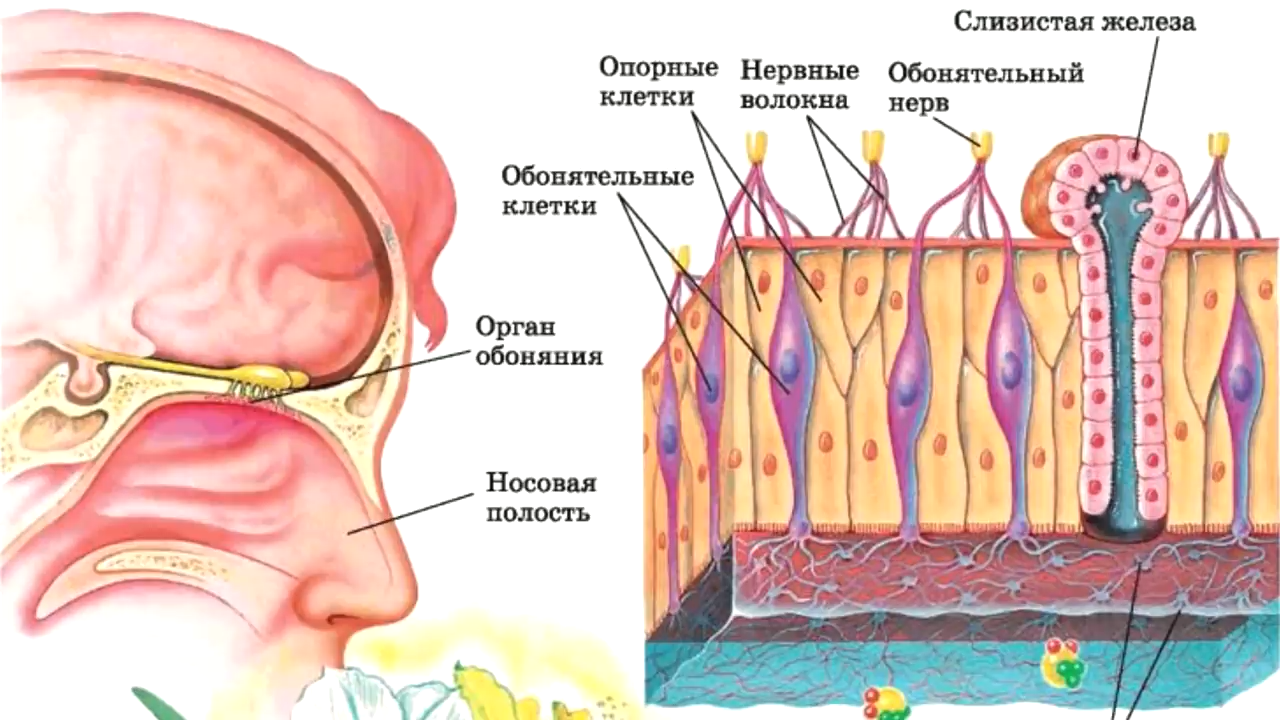 Слизистая железа
Опорные
клетки
Нервные
волокна
Обонятельный
нерв
Обонятельные
клетки
Орган
обоняния
Носовая
полость